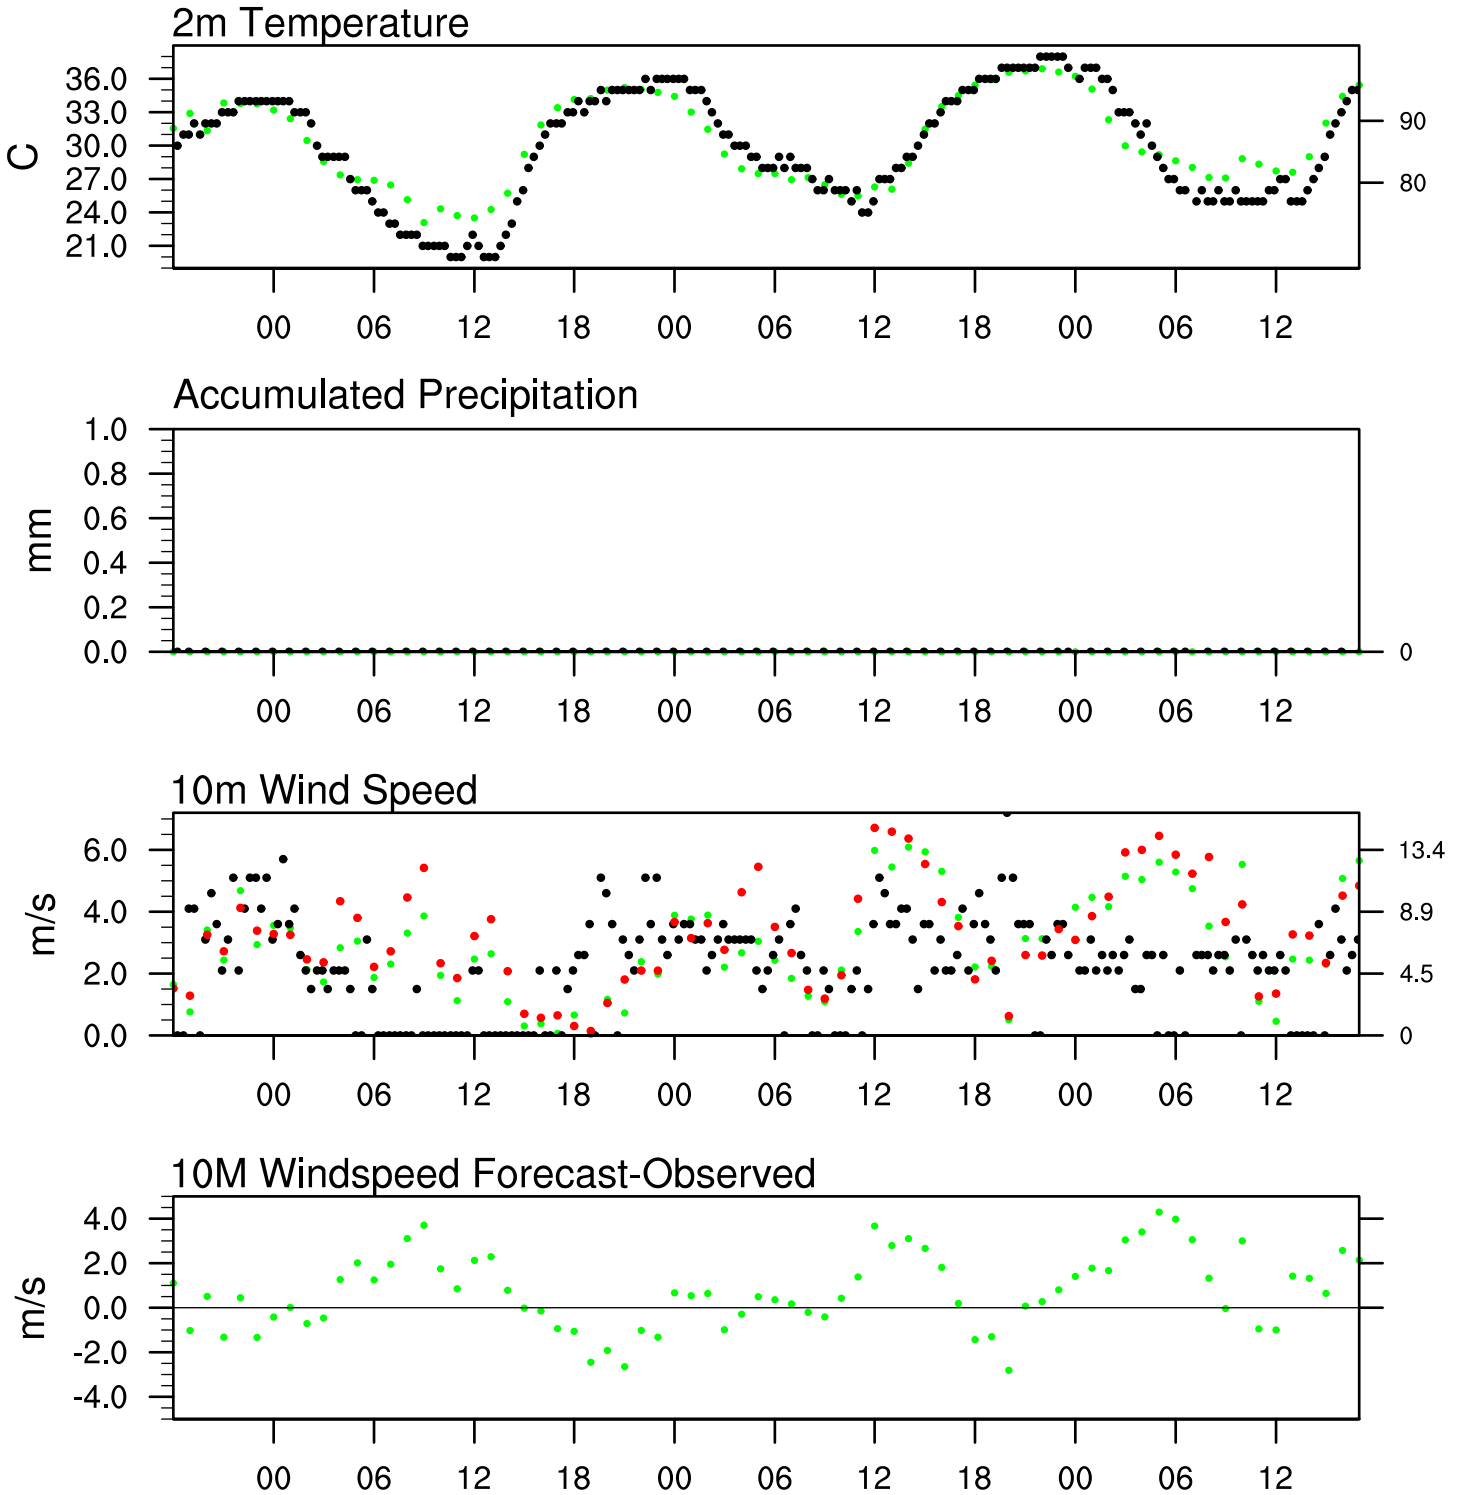 2m Temperature
36.0
33.0
30.0
27.0
24.0
21.0
C
90
80
00 06 12 18 00 06 12 18 00 06 12
Accumulated Precipitation
1.0
0.8
0.6
0.4
0.2
0.0
mm
0
00 06 12 18 00 06 12 18 00 06 12
10m Wind Speed
6.0
4.0
2.0
0.0
m/s
13.4
8.9
4.5
0
00 06 12 18 00 06 12 18 00 06 12
10M Windspeed Forecast-Observed
4.0
2.0
0.0
-2.0
-4.0
m/s
00 06 12 18 00 06 12 18 00 06 12